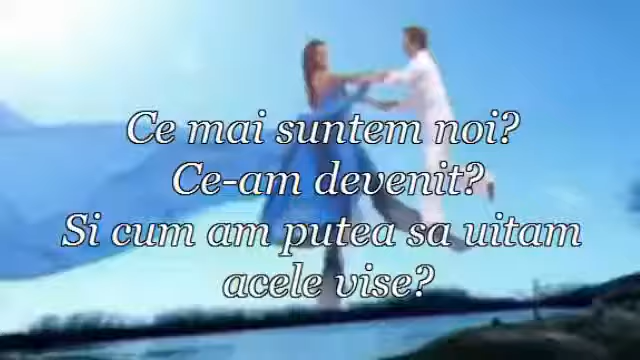 Ce mai suntem noi?
Ce-am devenit?
Si cum am putea sa uitam
acele vise?